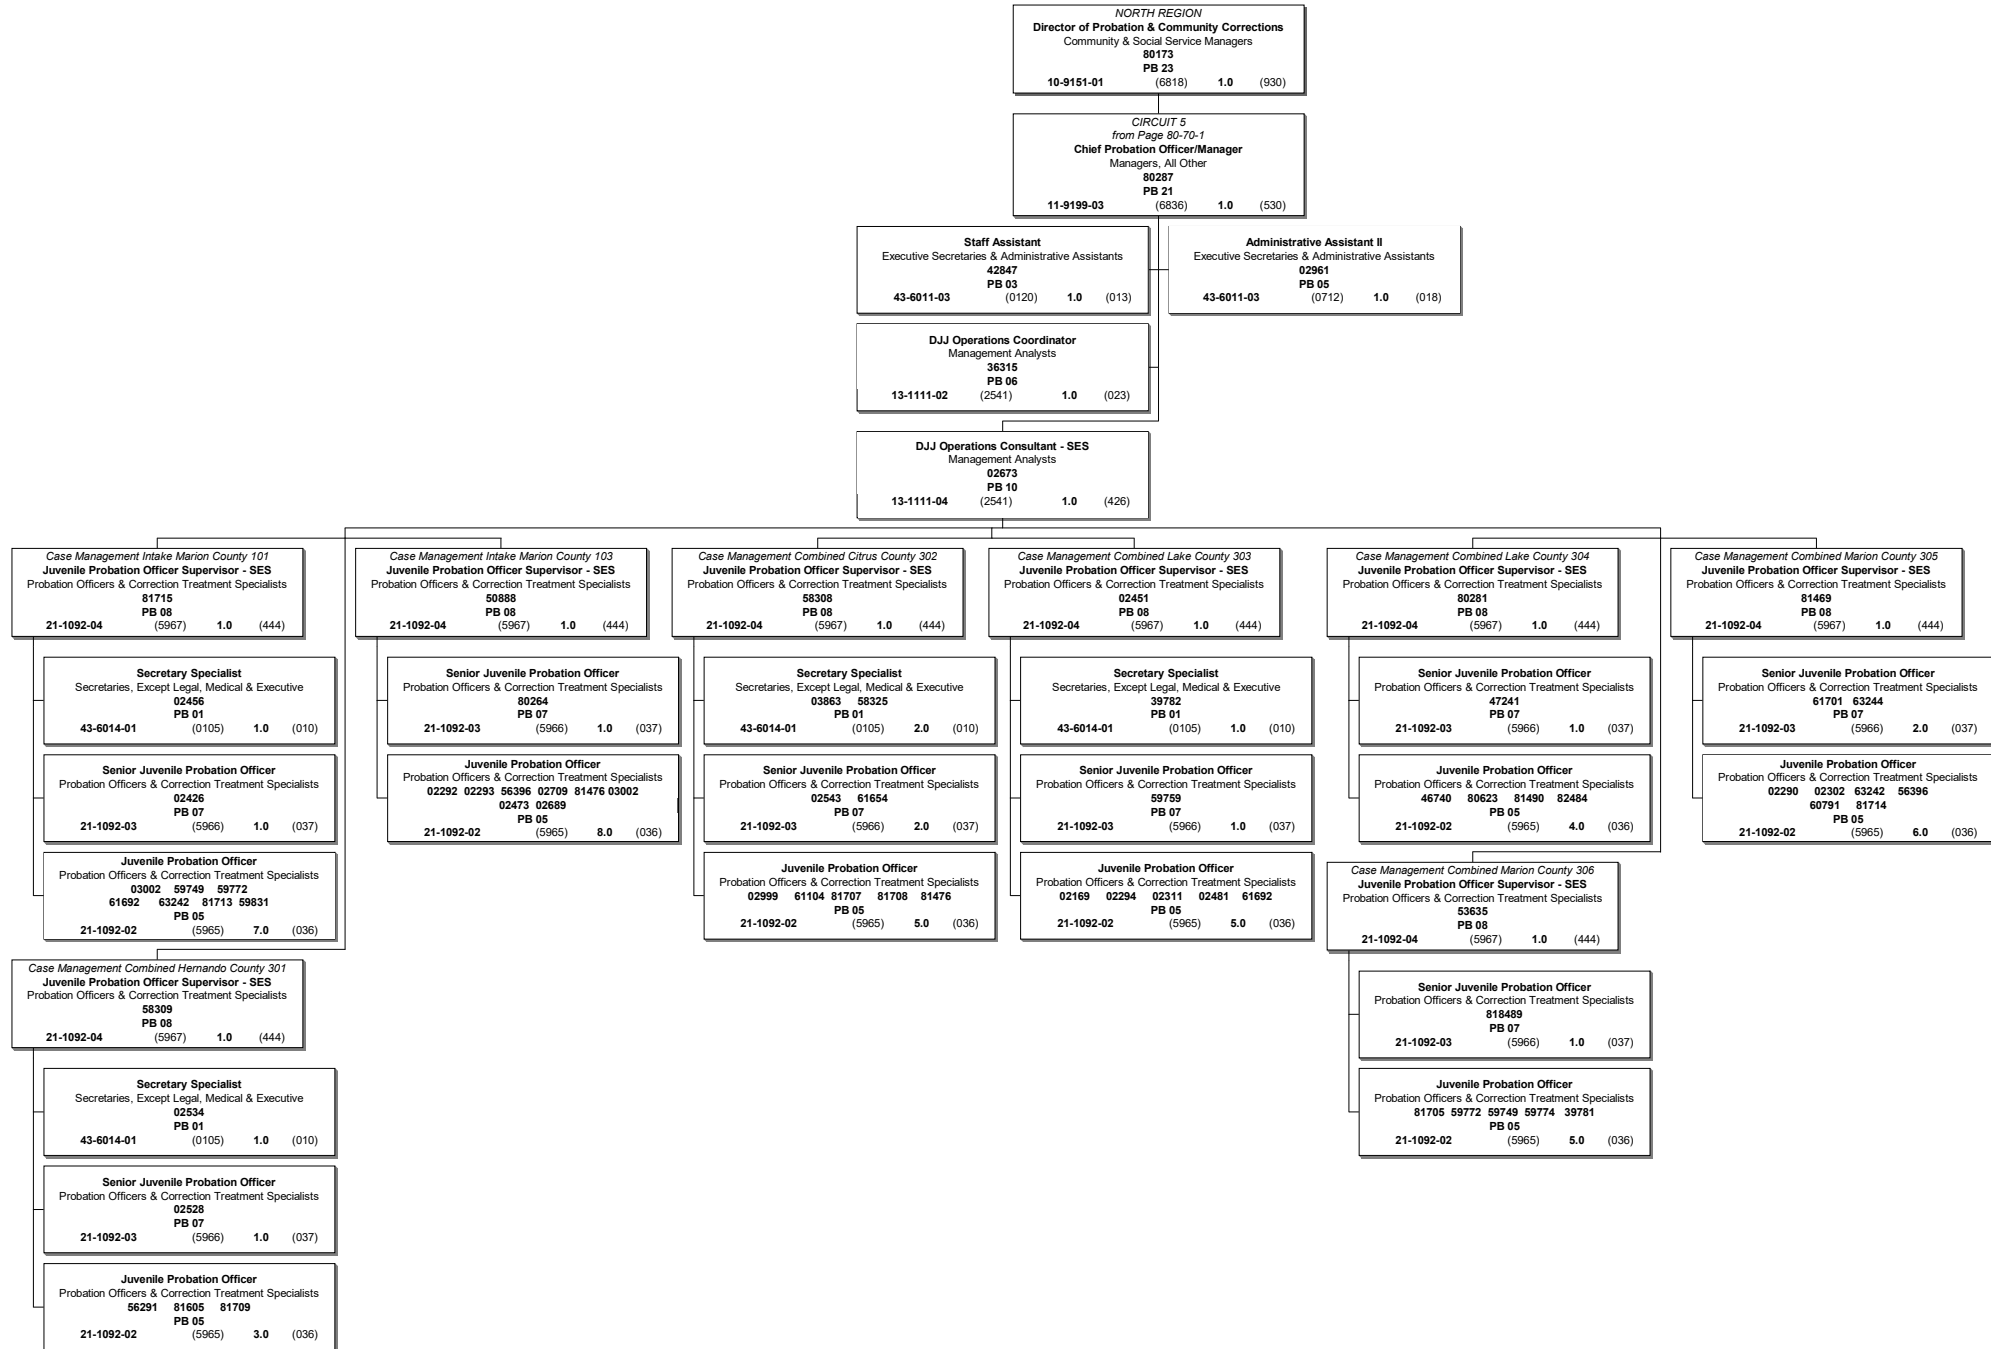 NORTH REGION
Director of Probation & Community Corrections
Community & Social Service Managers
80173
PB 23
10-9151-01 (6818) 1.0 (930)
CIRCUIT 5
from Page 80-70-1
Chief Probation Officer/Manager
Managers, All Other
80287
PB 21
11-9199-03 (6836) 1.0 (530)
Staff Assistant
Executive Secretaries & Administrative Assistants
42847
PB 03
43-6011-03 (0120) 1.0 (013)
Administrative Assistant II
Executive Secretaries & Administrative Assistants
02961
PB 05
43-6011-03 (0712) 1.0 (018)
DJJ Operations Coordinator
Management Analysts
36315
PB 06
13-1111-02 (2541) 1.0 (023)
DJJ Operations Consultant - SES
Management Analysts
02673
PB 10
13-1111-04 (2541) 1.0 (426)
Case Management Intake Marion County 101
Juvenile Probation Officer Supervisor - SES
Probation Officers & Correction Treatment Specialists
81715
PB 08
21-1092-04 (5967) 1.0 (444)
Secretary Specialist
Secretaries, Except Legal, Medical & Executive
02456
PB 01
43-6014-01 (0105) 1.0 (010)
Senior Juvenile Probation Officer
Probation Officers & Correction Treatment Specialists
02426
PB 07
21-1092-03 (5966) 1.0 (037)
Juvenile Probation Officer
Probation Officers & Correction Treatment Specialists
03002 59749 59772
61692 63242 81713 59831
PB 05
21-1092-02 (5965) 7.0 (036)
Case Management Combined Hernando County 301
Juvenile Probation Officer Supervisor - SES
Probation Officers & Correction Treatment Specialists
58309
PB 08
21-1092-04 (5967) 1.0 (444)
Secretary Specialist
Secretaries, Except Legal, Medical & Executive
02534
PB 01
43-6014-01 (0105) 1.0 (010)
Senior Juvenile Probation Officer
Probation Officers & Correction Treatment Specialists
02528
PB 07
21-1092-03 (5966) 1.0 (037)
Juvenile Probation Officer
Probation Officers & Correction Treatment Specialists
56291 81605 81709
PB 05
21-1092-02 (5965) 3.0 (036)
Case Management Intake Marion County 103
Juvenile Probation Officer Supervisor - SES
Probation Officers & Correction Treatment Specialists
50888
PB 08
21-1092-04 (5967) 1.0 (444)
Senior Juvenile Probation Officer
Probation Officers & Correction Treatment Specialists
80264
PB 07
21-1092-03 (5966) 1.0 (037)
Juvenile Probation Officer
Probation Officers & Correction Treatment Specialists
02292 02293 56396 02709 81476 03002
02473 02689
PB 05
21-1092-02 (5965) 8.0 (036)
Case Management Combined Citrus County 302
Juvenile Probation Officer Supervisor - SES
Probation Officers & Correction Treatment Specialists
58308
PB 08
21-1092-04 (5967) 1.0 (444)
Secretary Specialist
Secretaries, Except Legal, Medical & Executive
03863 58325
PB 01
43-6014-01 (0105) 2.0 (010)
Senior Juvenile Probation Officer
Probation Officers & Correction Treatment Specialists
02543 61654
PB 07
21-1092-03 (5966) 2.0 (037)
Juvenile Probation Officer
Probation Officers & Correction Treatment Specialists
02999 61104 81707 81708 81476
PB 05
21-1092-02 (5965) 5.0 (036)
Case Management Combined Lake County 303
Juvenile Probation Officer Supervisor - SES
Probation Officers & Correction Treatment Specialists
02451
PB 08
21-1092-04 (5967) 1.0 (444)
Secretary Specialist
Secretaries, Except Legal, Medical & Executive
39782
PB 01
43-6014-01 (0105) 1.0 (010)
Senior Juvenile Probation Officer
Probation Officers & Correction Treatment Specialists
59759
PB 07
21-1092-03 (5966) 1.0 (037)
Juvenile Probation Officer
Probation Officers & Correction Treatment Specialists
02169 02294 02311 02481 61692
PB 05
21-1092-02 (5965) 5.0 (036)
Case Management Combined Lake County 304
Juvenile Probation Officer Supervisor - SES
Probation Officers & Correction Treatment Specialists
80281
PB 08
21-1092-04 (5967) 1.0 (444)
Senior Juvenile Probation Officer
Probation Officers & Correction Treatment Specialists
47241
PB 07
21-1092-03 (5966) 1.0 (037)
Juvenile Probation Officer
Probation Officers & Correction Treatment Specialists
46740 80623 81490 82484
PB 05
21-1092-02 (5965) 4.0 (036)
Case Management Combined Marion County 306
Juvenile Probation Officer Supervisor - SES
Probation Officers & Correction Treatment Specialists
53635
PB 08
21-1092-04 (5967) 1.0 (444)
Senior Juvenile Probation Officer
Probation Officers & Correction Treatment Specialists
818489
PB 07
21-1092-03 (5966) 1.0 (037)
Juvenile Probation Officer
Probation Officers & Correction Treatment Specialists
81705 59772 59749 59774 39781
PB 05
21-1092-02 (5965) 5.0 (036)
Case Management Combined Marion County 305
Juvenile Probation Officer Supervisor - SES
Probation Officers & Correction Treatment Specialists
81469
PB 08
21-1092-04 (5967) 1.0 (444)
Senior Juvenile Probation Officer
Probation Officers & Correction Treatment Specialists
61701 63244
PB 07
21-1092-03 (5966) 2.0 (037)
Juvenile Probation Officer
Probation Officers & Correction Treatment Specialists
02290 02302 63242 56396
60791 81714
PB 05
21-1092-02 (5965) 6.0 (036)